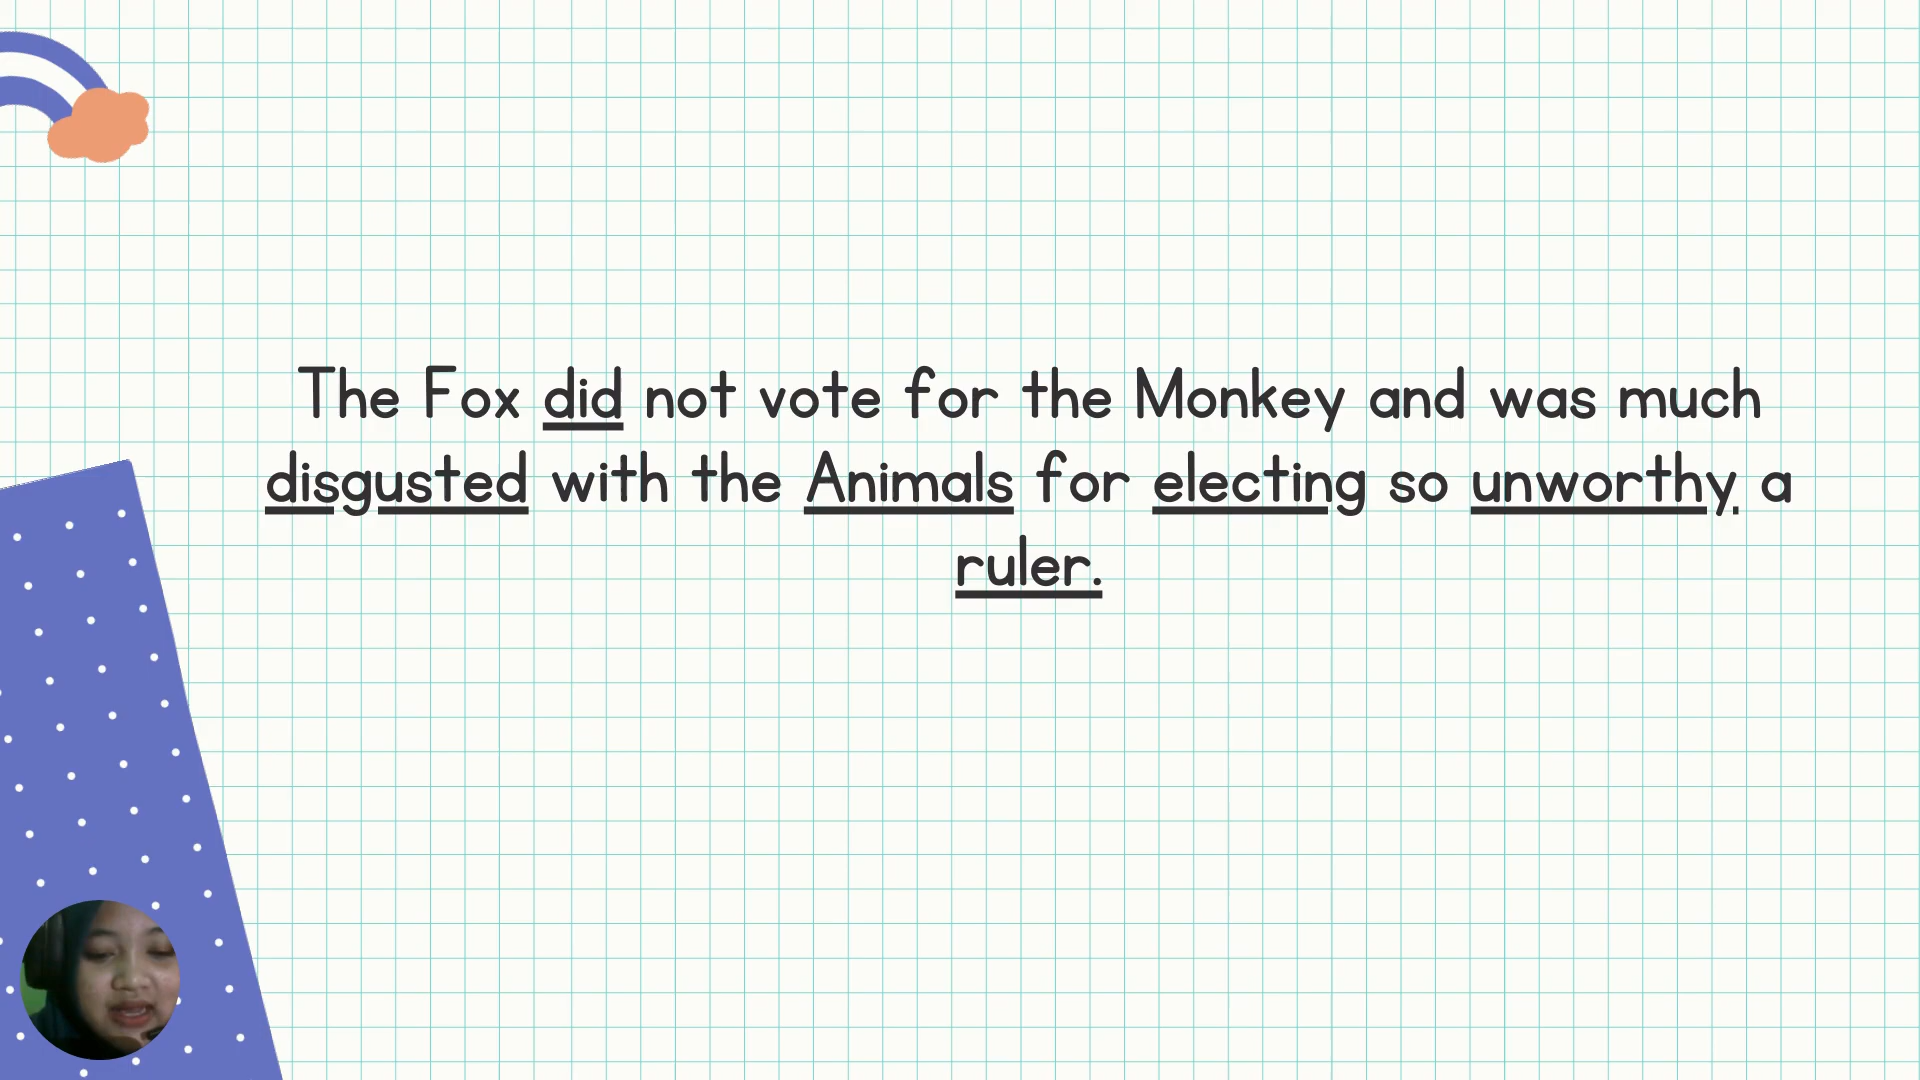 The Fox did not vote for the Monkey and was much
disgusted with the Animals for electing so unworthy a
ruler.